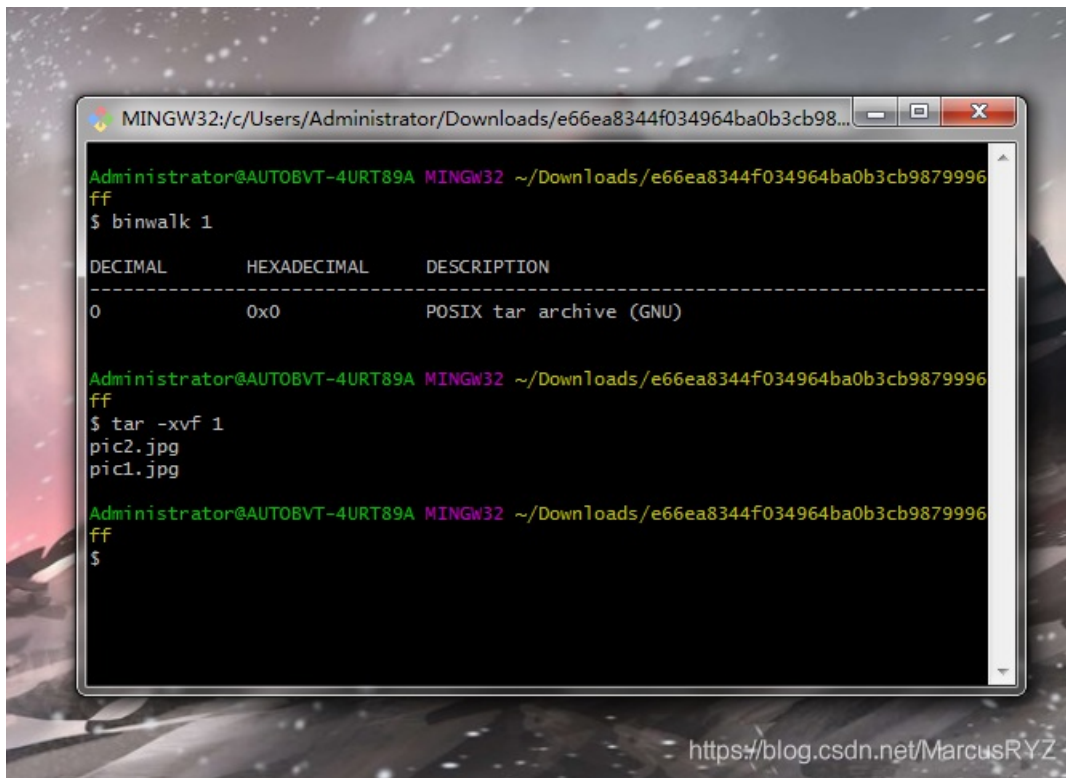 MINGW32:/c/Users/Administrator/Downloads/e66ea8344f034964ba0b3cb98...
Administrator@AUTOBVT-4URT89A MINGW32 ~/Downloads/e66ea8344f034964ba0b3cb9879996
ff
$ binwalk 1
DECIMAL HEXADECIMAL DESCRIPTION
--------------------------------------------------------------------------------
0 0x0 POSIX tar archive (GNU)
Administrator@AUTOBVT-4URT89A MINGW32 ~/Downloads/e66ea8344f034964ba0b3cb9879996
ff
$ tar -xvf 1
pic2.jpg
pic1.jpg
Administrator@AUTOBVT-4URT89A MINGW32 ~/Downloads/e66ea8344f034964ba0b3cb9879996
ff
$
https://blog.csdn.net/MarcusRYZ